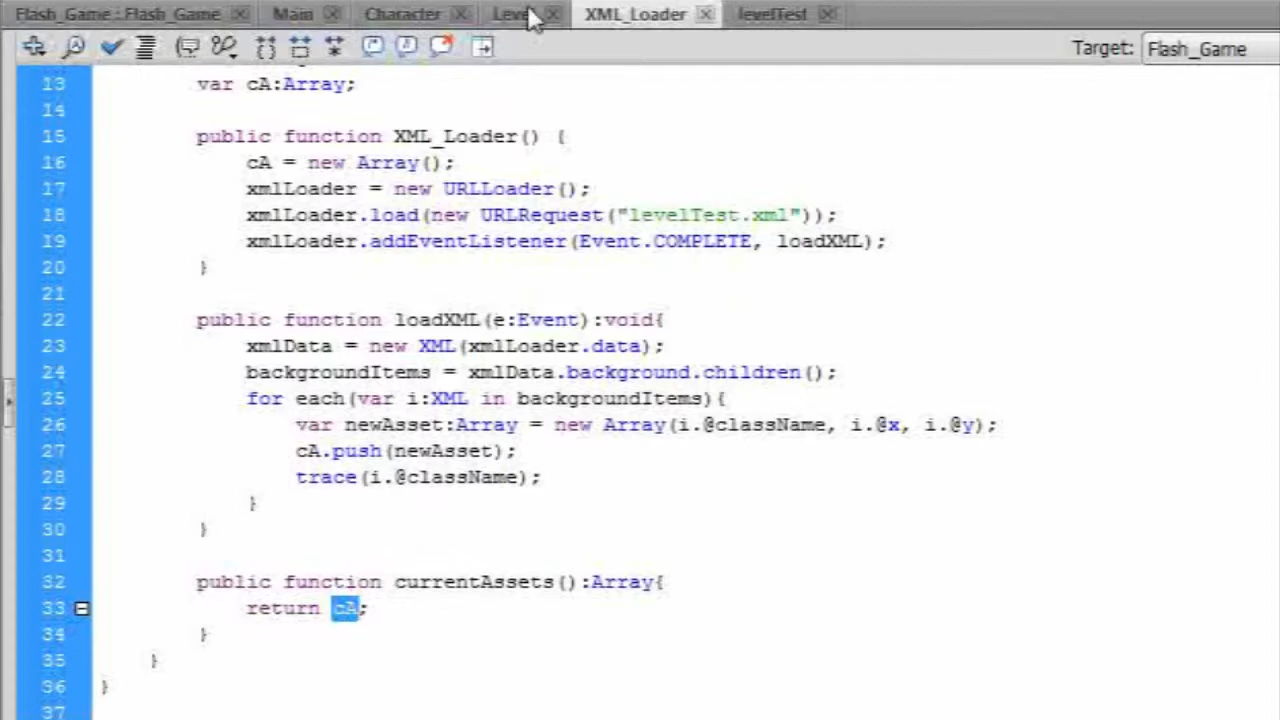 Flash_Game : Flash_Game Main Character Level XML_Loader levelTest
Target: Flash_Game
13 var cA:Array;
14
15 public function XML_Loader() {
16 cA = new Array();
17 xmlLoader = new URLLoader();
18 xmlLoader.load(new URLRequest("levelTest.xml"));
19 xmlLoader.addEventListener(Event.COMPLETE, loadXML);
20 }
21
22 public function loadXML(e:Event):void{
23 xmlData = new XML(xmlLoader.data);
24 backgroundItems = xmlData.background.children();
25 for each(var i:XML in backgroundItems){
26 var newAsset:Array = new Array(i.@className, i.@x, i.@y);
27 cA.push(newAsset);
28 trace(i.@className);
29 }
30 }
31
32 public function currentAssets():Array{
33 return cA;
34 }
35 }
36 }
37